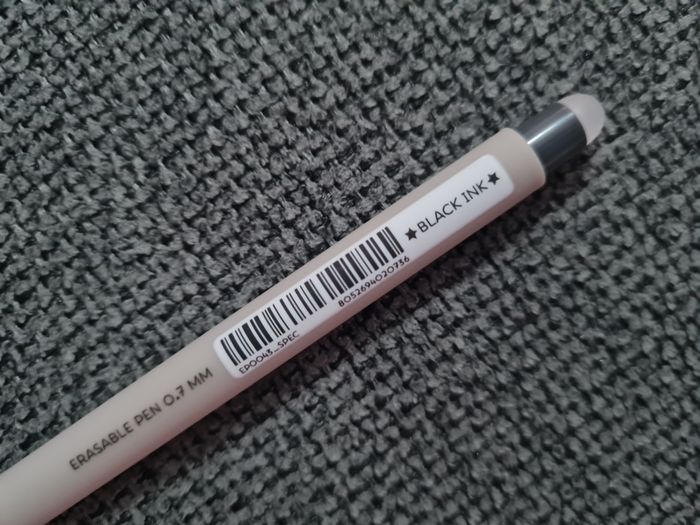 ERASABLE PEN 0.7 MM
EP0043_SPEC
8052694020736
★BLACK INK★